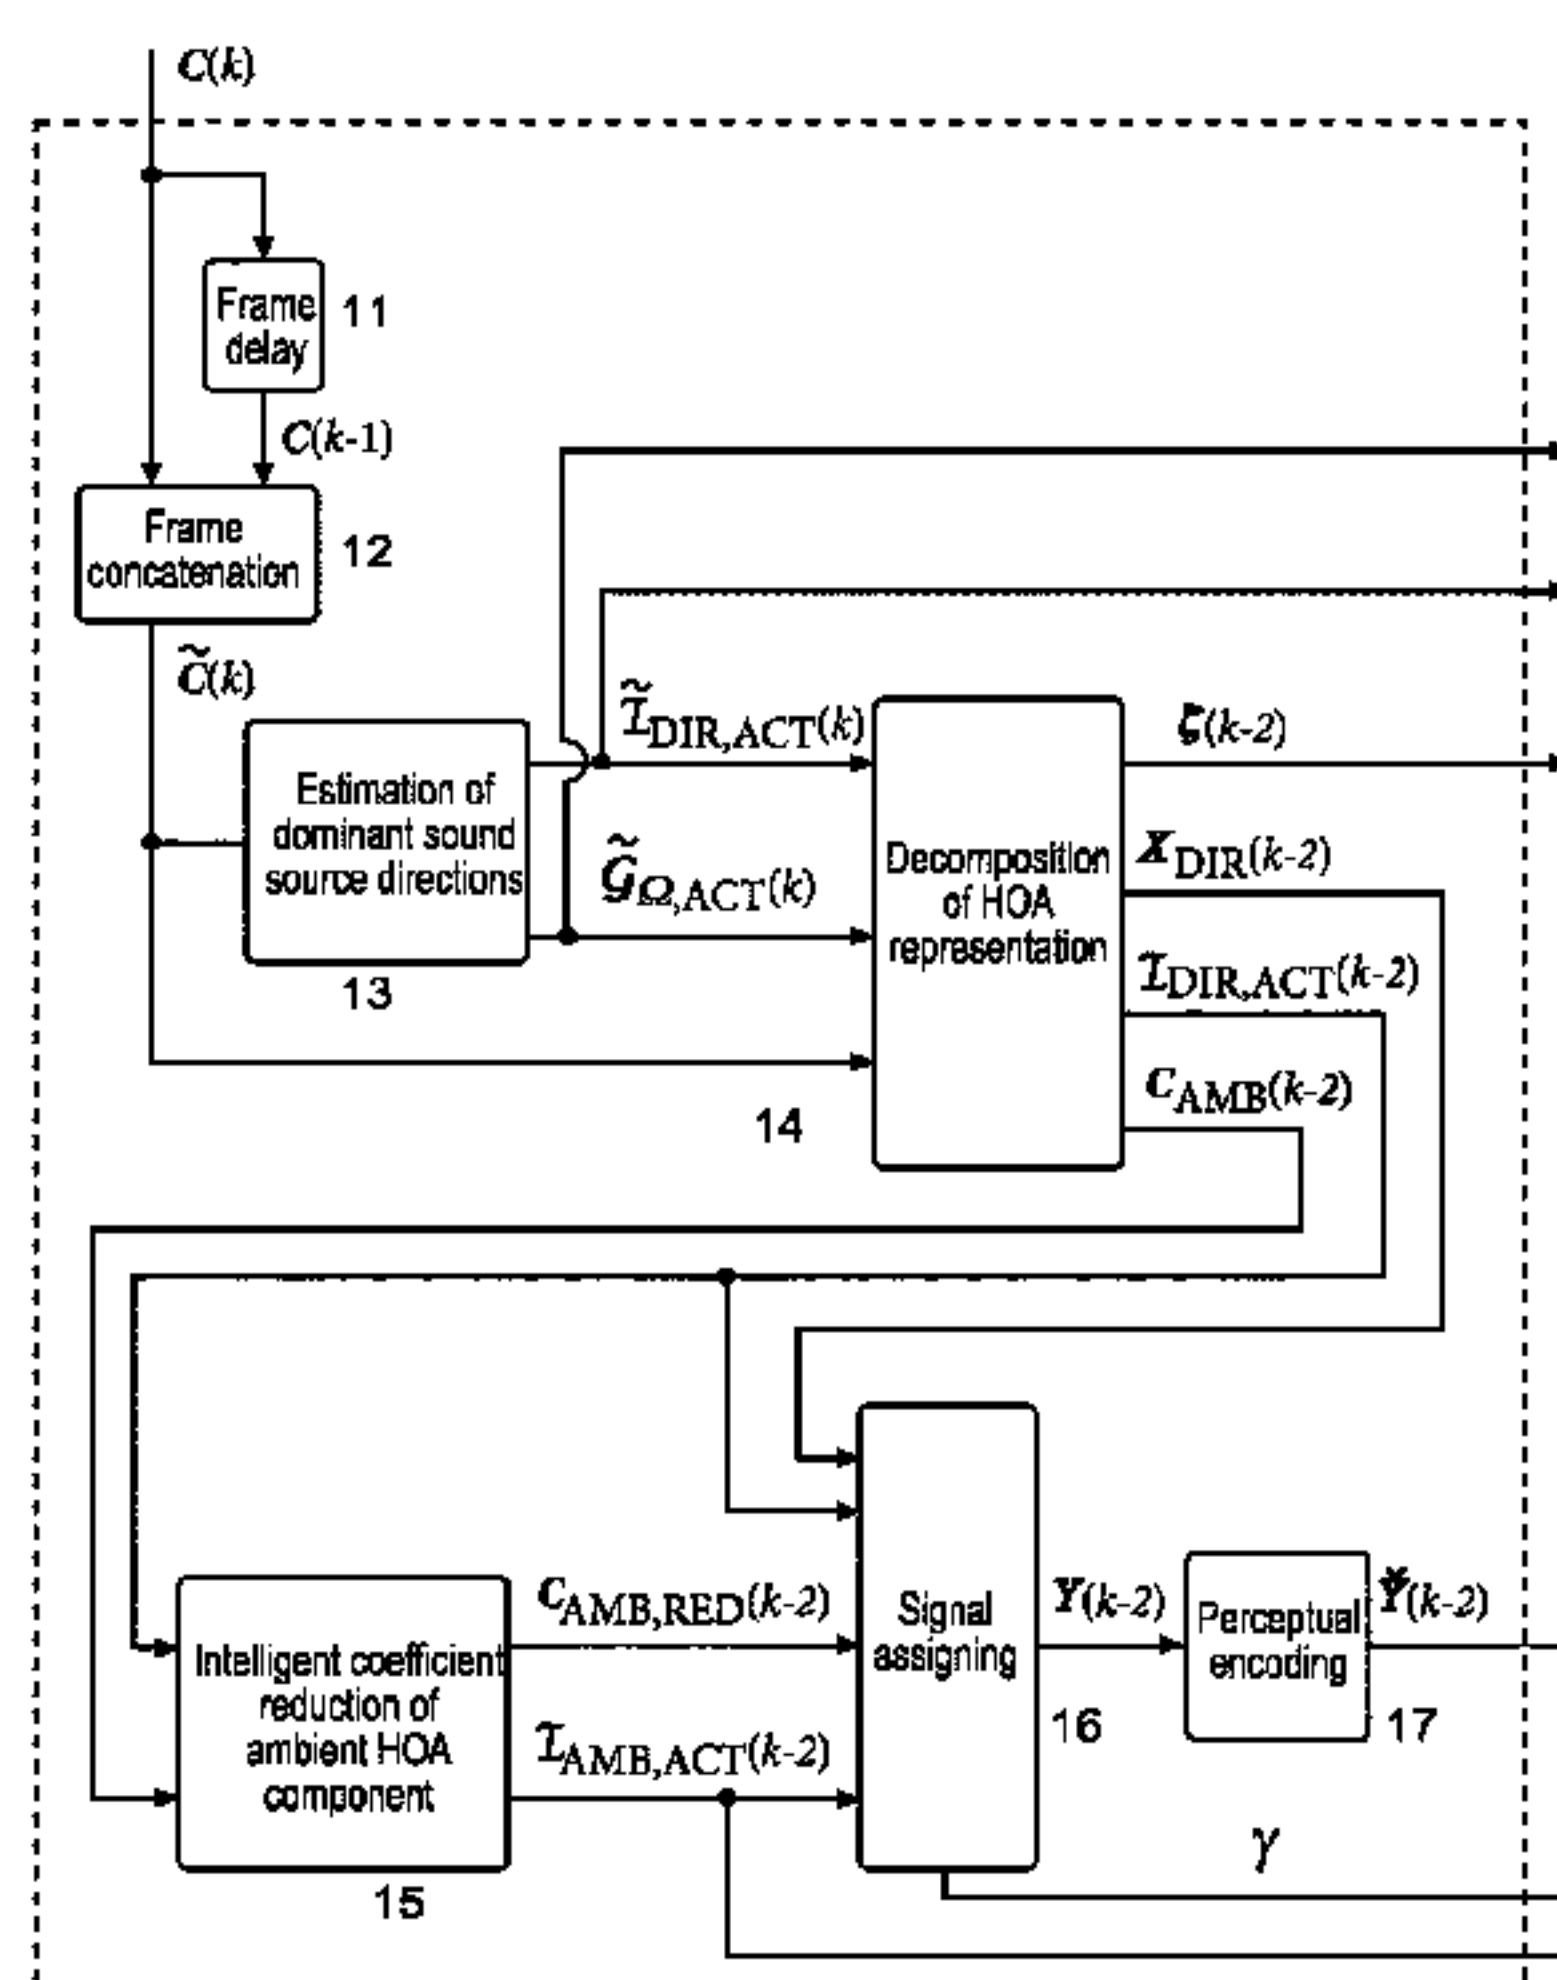 C(k)
Frame
delay
11
C(k-1)
Frame
concatenation
12
C̃(k)
Estimation of
dominant sound
source directions
13
Ĩ_DIR,ACT(k)
G̃_Ω,ACT(k)
Decomposition
of HOA
representation
14
ζ(k-2)
X_DIR(k-2)
I_DIR,ACT(k-2)
C_AMB(k-2)
Intelligent coefficient
reduction of
ambient HOA
component
15
C_AMB,RED(k-2)
I_AMB,ACT(k-2)
Signal
assigning
16
Y(k-2)
Perceptual
encoding
17
Y̌(k-2)
γ